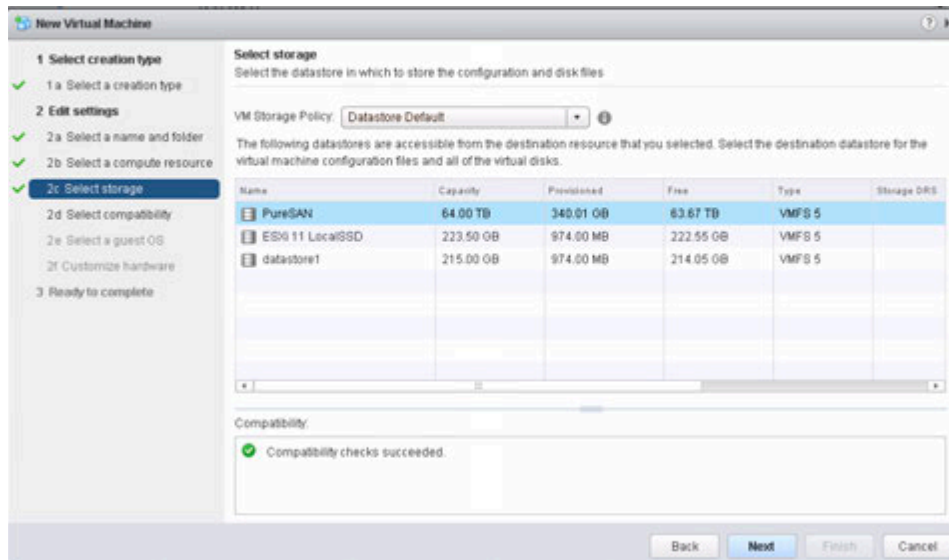 New Virtual Machine
1 Select creation type
1a Select a creation type
2 Edit settings
2a Select a name and folder
2b Select a compute resource
2c Select storage
2d Select compatibility
2e Select a guest OS
2f Customize hardware
3 Ready to complete
Select storage
Select the datastore in which to store the configuration and disk files
VM Storage Policy: Datastore Default
The following datastores are accessible from the destination resource that you selected. Select the destination datastore for the
virtual machine configuration files and all of the virtual disks.
Name Capacity Provisioned Free Type Storage DRS
PureSAN 64.00 TB 340.01 GB 63.67 TB VMFS 5
ESXi 11 LocalSSD 223.50 GB 974.00 MB 222.55 GB VMFS 5
datastore1 215.00 GB 974.00 MB 214.05 GB VMFS 5
Compatibility:
Compatibility checks succeeded.
Back Next Finish Cancel